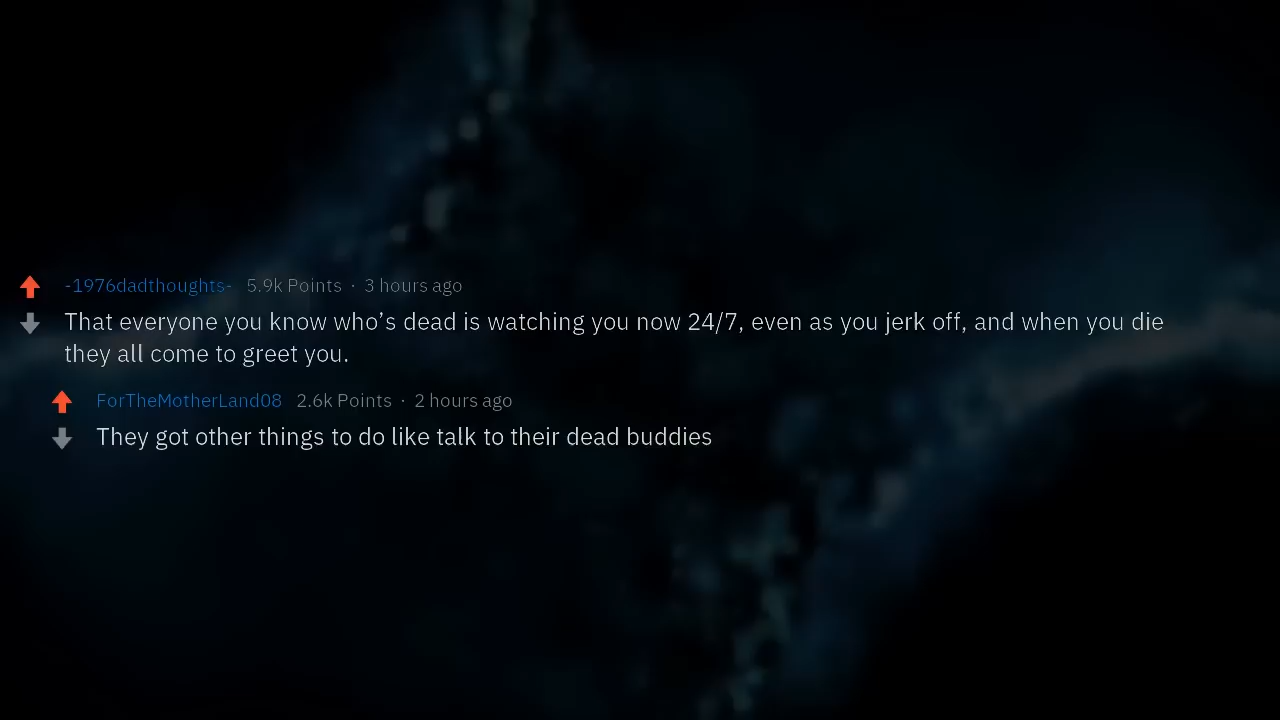 -1976dadthoughts- 5.9k Points · 3 hours ago
That everyone you know who’s dead is watching you now 24/7, even as you jerk off, and when you die
they all come to greet you.
ForTheMotherLand08 2.6k Points · 2 hours ago
They got other things to do like talk to their dead buddies